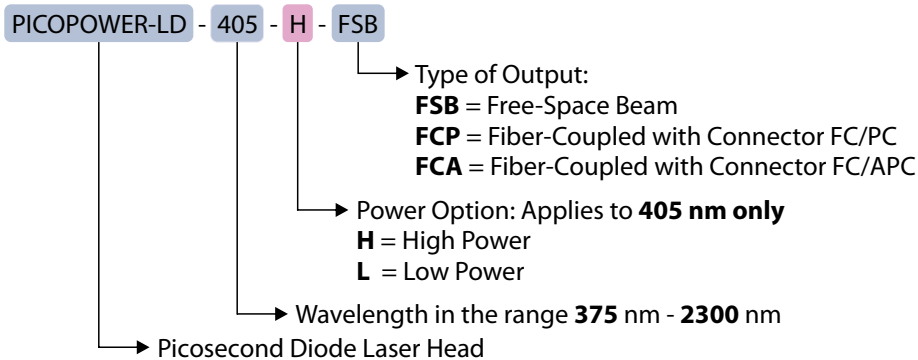 PICOPOWER-LD - 405 - H - FSB
Type of Output:
FSB = Free-Space Beam
FCP = Fiber-Coupled with Connector FC/PC
FCA = Fiber-Coupled with Connector FC/APC
Power Option: Applies to 405 nm only
H = High Power
L = Low Power
Wavelength in the range 375 nm - 2300 nm
Picosecond Diode Laser Head